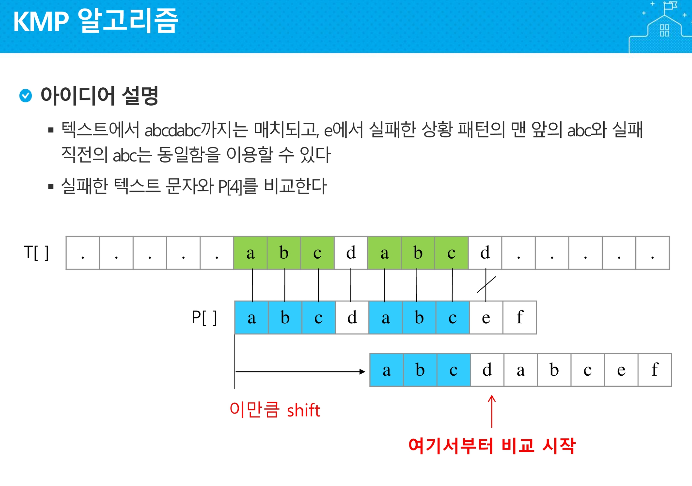 KMP 알고리즘
아이디어 설명
▪ 텍스트에서 abcdabc까지는 매치되고, e에서 실패한 상황 패턴의 맨 앞의 abc와 실패
직전의 abc는 동일함을 이용할 수 있다
▪ 실패한 텍스트 문자와 P[4]를 비교한다
T[ ] . . . . . a b c d a b c d . . . . .
P[ ] a b c d a b c e f
a b c d a b c e f
이만큼 shift
여기서부터 비교 시작